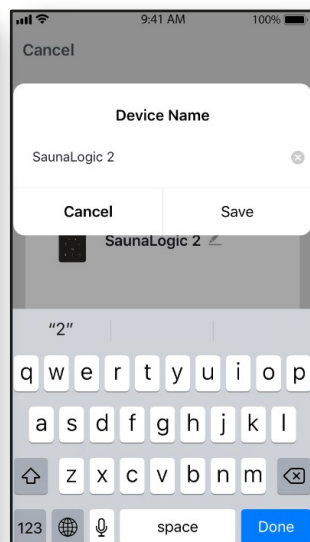 9:41 AM 100%
Cancel
Device Name
SaunaLogic 2
Cancel Save
SaunaLogic 2
"2"
q w e r t y u i o p
a s d f g h j k l
z x c v b n m
123 space Done